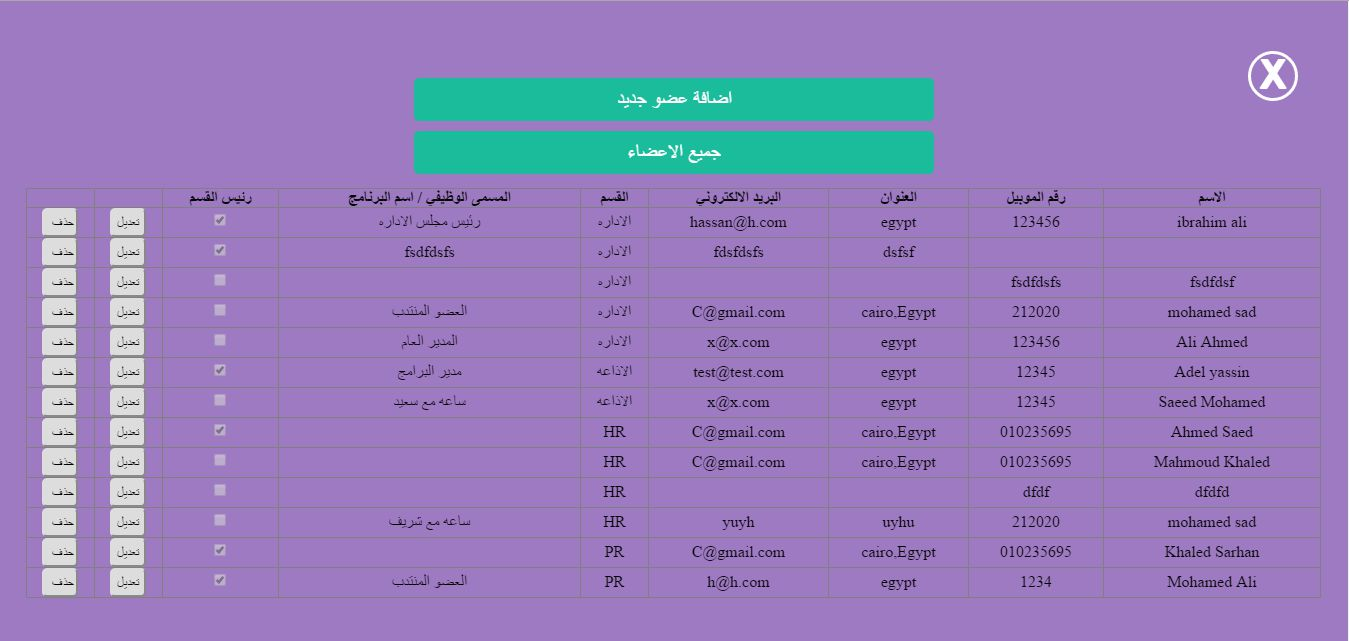 X
اضافة عضو جديد
جميع الاعضاء
الاسم رقم الموبيل العنوان البريد الالكتروني القسم المسمى الوظيفي / اسم البرنامج رئيس القسم
ibrahim ali 123456 egypt hassan@h.com الاداره رئيس مجلس الاداره تعديل حذف
dsfsf fdsfdsfs الاداره fsdfdsfs تعديل حذف
fsdfdsf fsdfdsfs الاداره تعديل حذف
mohamed sad 212020 cairo,Egypt C@gmail.com الاداره العضو المنتدب تعديل حذف
Ali Ahmed 123456 egypt x@x.com الاداره المدير العام تعديل حذف
Adel yassin 12345 egypt test@test.com الاذاعه مدير البرامج تعديل حذف
Saeed Mohamed 12345 egypt x@x.com الاذاعه ساعه مع سعيد تعديل حذف
Ahmed Saed 010235695 cairo,Egypt C@gmail.com HR تعديل حذف
Mahmoud Khaled 010235695 cairo,Egypt C@gmail.com HR تعديل حذف
dfdfd dfdf HR تعديل حذف
mohamed sad 212020 uyhu yuyh HR ساعه مع شريف تعديل حذف
Khaled Sarhan 010235695 cairo,Egypt C@gmail.com PR تعديل حذف
Mohamed Ali 1234 egypt h@h.com PR العضو المنتدب تعديل حذف